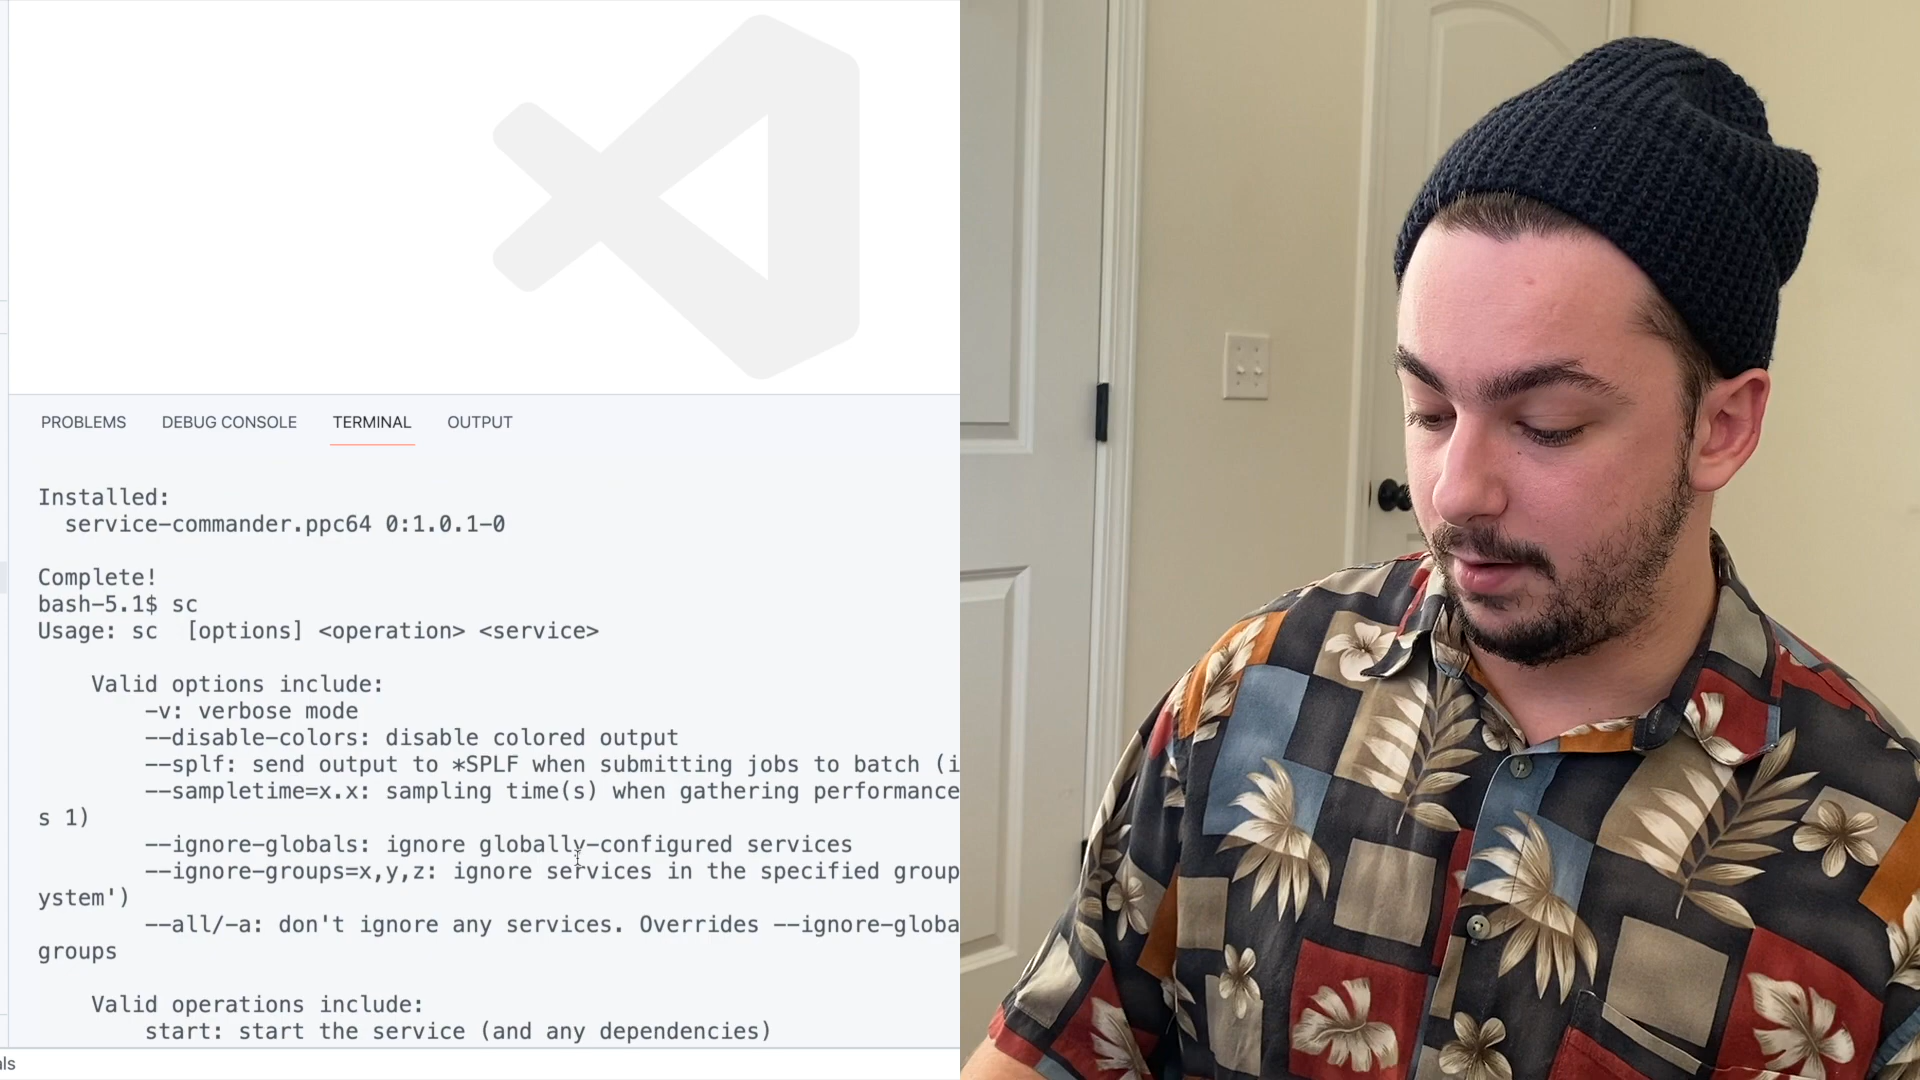 PROBLEMS DEBUG CONSOLE TERMINAL OUTPUT
Installed:
service-commander.ppc64 0:1.0.1-0
Complete!
bash-5.1$ sc
Usage: sc [options] <operation> <service>
Valid options include:
-v: verbose mode
--disable-colors: disable colored output
--splf: send output to *SPLF when submitting jobs to batch (i
--sampletime=x.x: sampling time(s) when gathering performance
s 1)
--ignore-globals: ignore globally-configured services
--ignore-groups=x,y,z: ignore services in the specified group
ystem')
--all/-a: don't ignore any services. Overrides --ignore-globa
groups
Valid operations include:
start: start the service (and any dependencies)
als